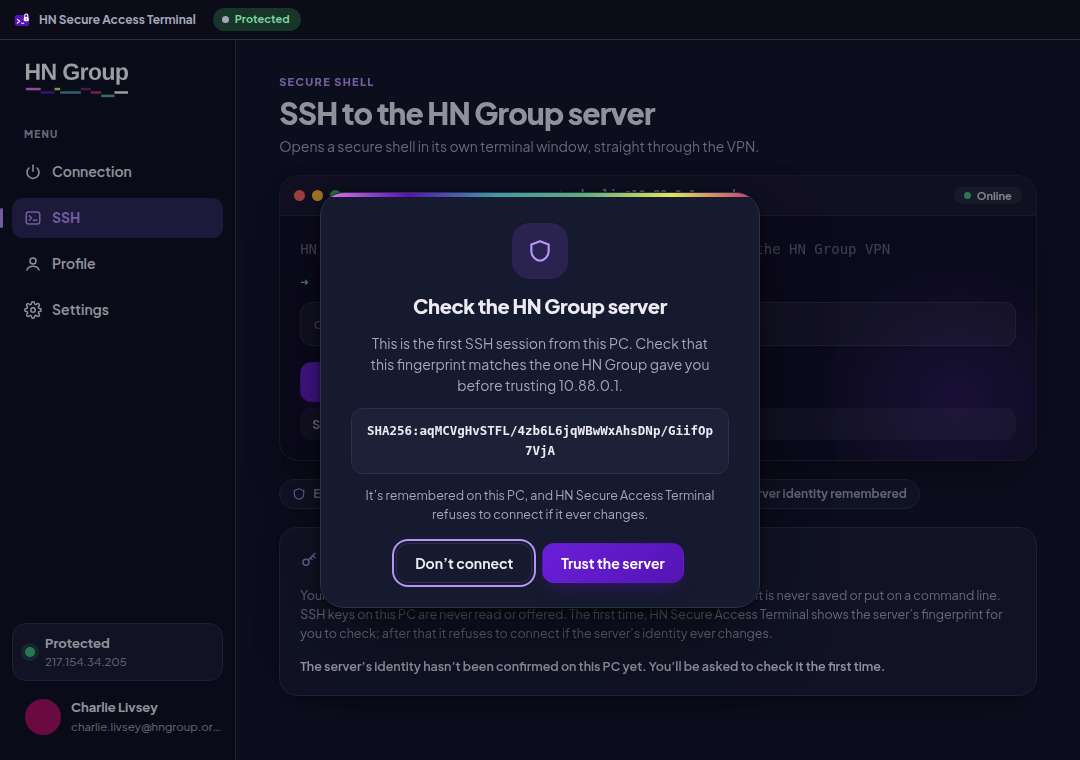 HN Secure Access Terminal
Protected
HN Group
MENU
Connection
SSH
Profile
Settings
Protected
217.154.34.205
Charlie Livsey
charlie.livsey@hngroup.or…
SECURE SHELL
SSH to the HN Group server
Opens a secure shell in its own terminal window, straight through the VPN.
Online
HN
the HN Group VPN
Check the HN Group server
This is the first SSH session from this PC. Check that
this fingerprint matches the one HN Group gave you
before trusting 10.88.0.1.
SHA256:aqMCVgHvSTFL/4zb6L6jqWBwWxAhsDNp/GiifOp
7VjA
It’s remembered on this PC, and HN Secure Access Terminal
refuses to connect if it ever changes.
Don’t connect
Trust the server
identity remembered
Your
it is never saved or put on a command line.
SSH keys on this PC are never read or offered. The first time, HN Secure Access Terminal shows the server’s fingerprint for
you to check; after that it refuses to connect if the server’s identity ever changes.
The server’s identity hasn’t been confirmed on this PC yet. You’ll be asked to check it the first time.